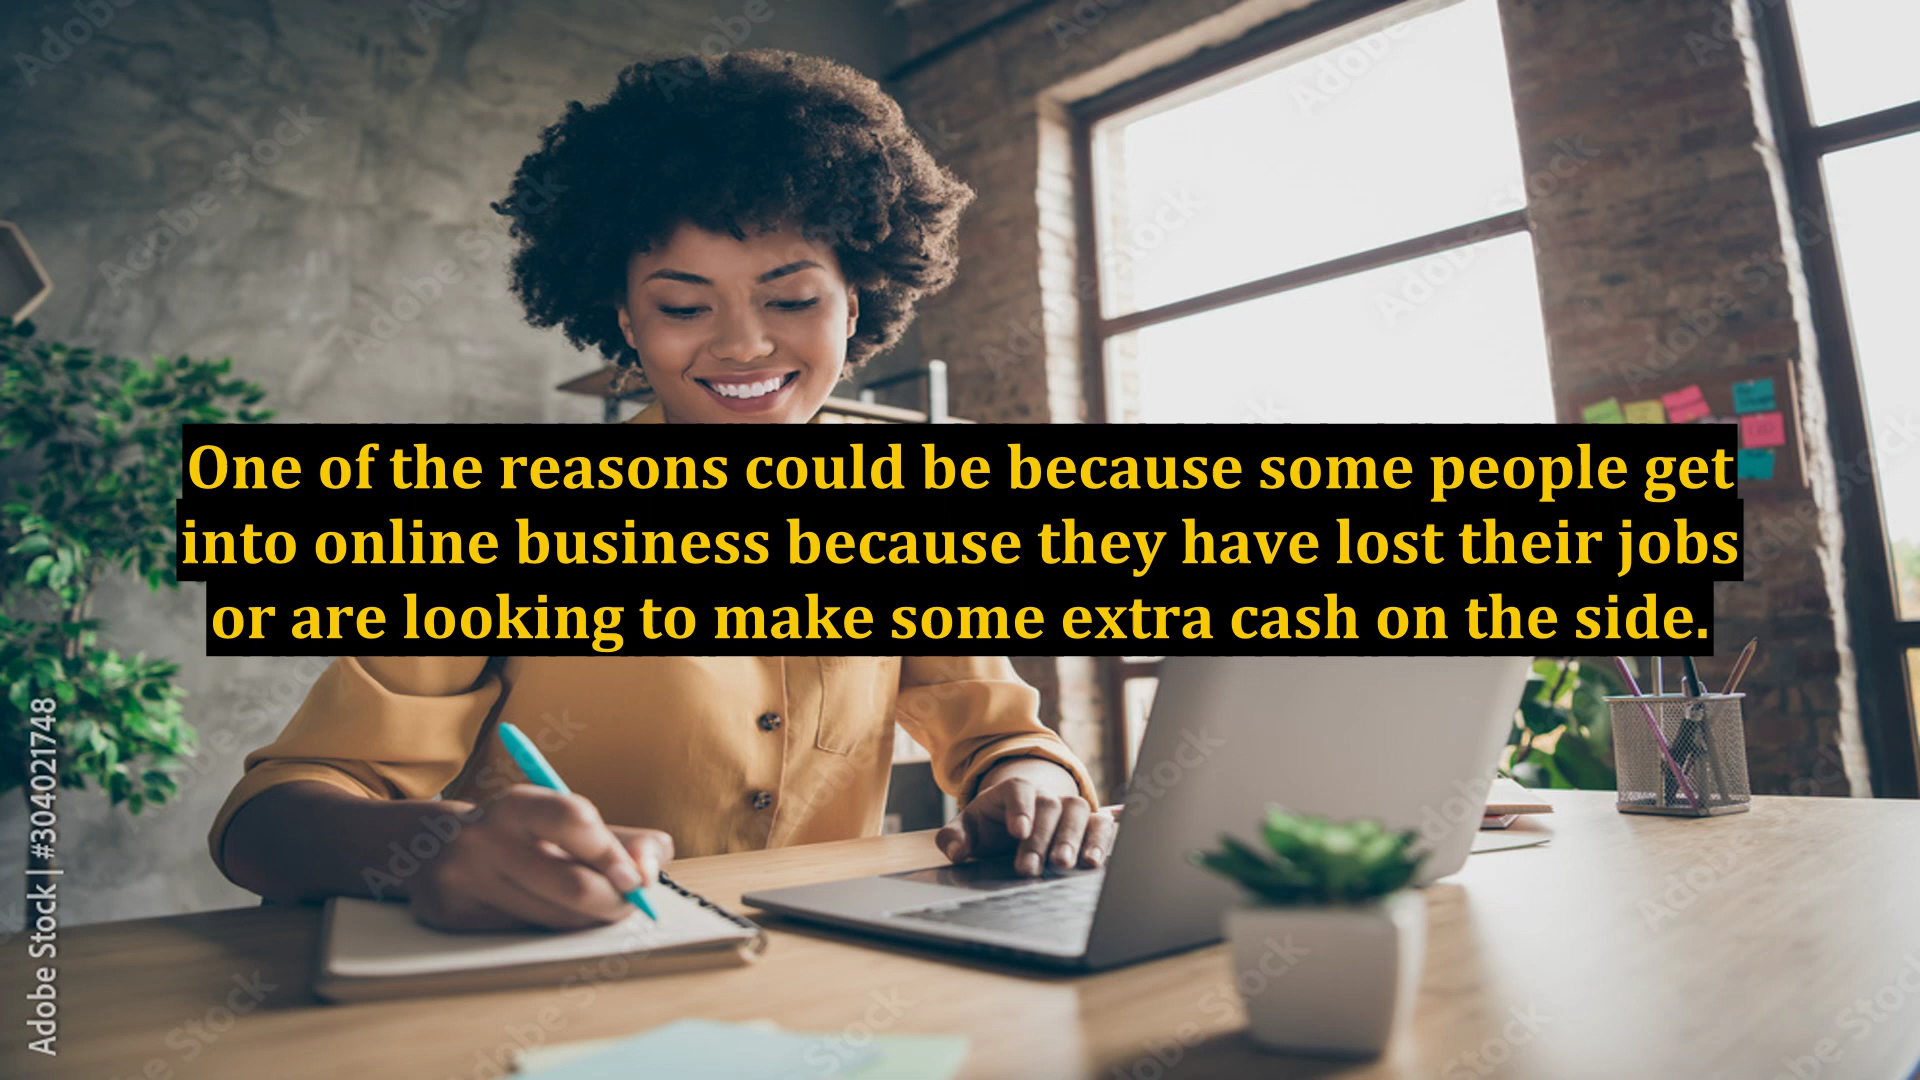 One of the reasons could be because some people get
into online business because they have lost their jobs
or are looking to make some extra cash on the side.
Adobe Stock | #304021748